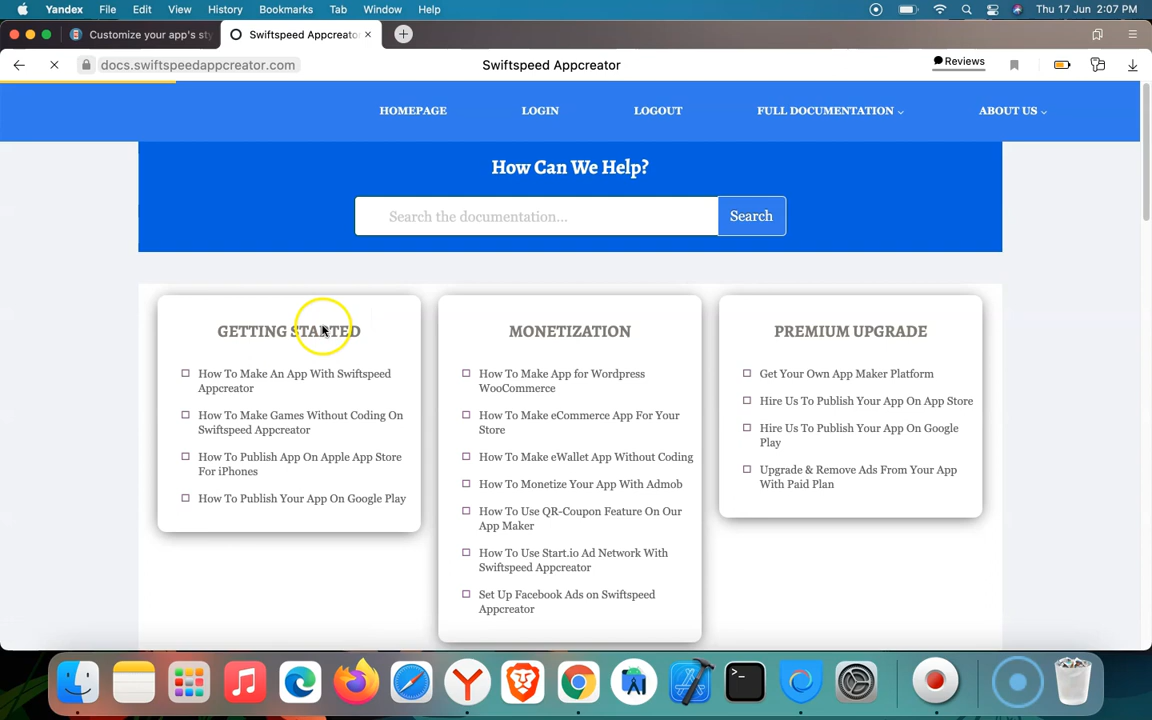 Yandex File Edit View History Bookmarks Tab Window Help Thu 17 Jun 2:07 PM
Customize your app's st
Swiftspeed Appcreato
docs.swiftspeedappcreator.com
Swiftspeed Appcreator
Reviews
HOMEPAGE LOGIN LOGOUT FULL DOCUMENTATION ABOUT US
How Can We Help?
Search the documentation...
Search
GETTING STARTED
How To Make An App With Swiftspeed
Appcreator
How To Make Games Without Coding On
Swiftspeed Appcreator
How To Publish App On Apple App Store
For iPhones
How To Publish Your App On Google Play
MONETIZATION
How To Make App for Wordpress
WooCommerce
How To Make eCommerce App For Your
Store
How To Make eWallet App Without Coding
How To Monetize Your App With Admob
How To Use QR-Coupon Feature On Our
App Maker
How To Use Start.io Ad Network With
Swiftspeed Appcreator
Set Up Facebook Ads on Swiftspeed
Appcreator
PREMIUM UPGRADE
Get Your Own App Maker Platform
Hire Us To Publish Your App On App Store
Hire Us To Publish Your App On Google
Play
Upgrade & Remove Ads From Your App
With Paid Plan